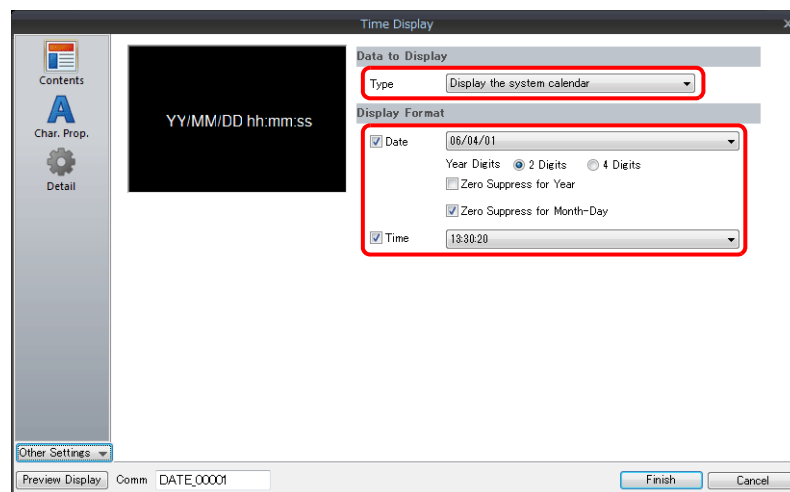 Time Display
Contents
Char. Prop.
Detail
YY/MM/DD hh:mm:ss
Data to Display
Type Display the system calendar
Display Format
Date 06/04/01
Year Digits 2 Digits 4 Digits
Zero Suppress for Year
Zero Suppress for Month-Day
Time 13:30:20
Other Settings
Preview Display Comm DATE_00001 Finish Cancel